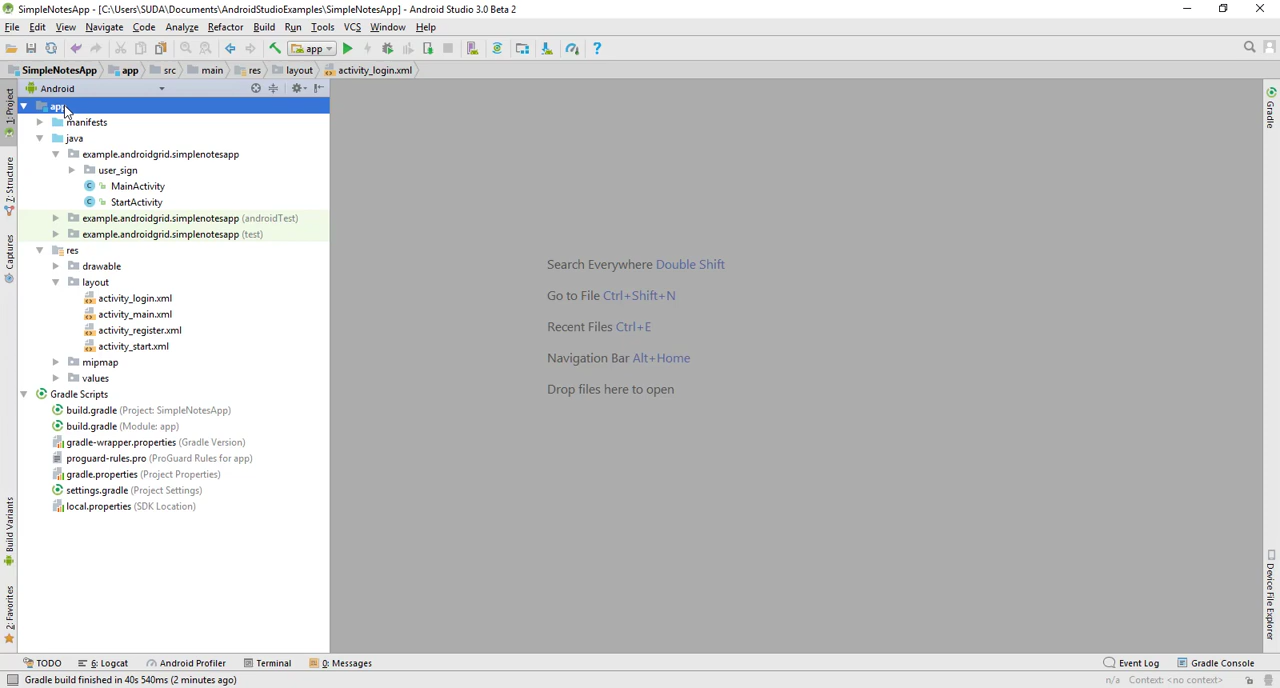 SimpleNotesApp - [C:\Users\SUDA\Documents\AndroidStudioExamples\SimpleNotesApp] - Android Studio 3.0 Beta 2
File Edit View Navigate Code Analyze Refactor Build Run Tools VCS Window Help
app
SimpleNotesApp app src main res layout activity_login.xml
Android
app
manifests
java
example.androidgrid.simplenotesapp
user_sign
MainActivity
StartActivity
example.androidgrid.simplenotesapp (androidTest)
example.androidgrid.simplenotesapp (test)
res
drawable
layout
activity_login.xml
activity_main.xml
activity_register.xml
activity_start.xml
mipmap
values
Gradle Scripts
build.gradle (Project: SimpleNotesApp)
build.gradle (Module: app)
gradle-wrapper.properties (Gradle Version)
proguard-rules.pro (ProGuard Rules for app)
gradle.properties (Project Properties)
settings.gradle (Project Settings)
local.properties (SDK Location)
1: Project
7: Structure
Captures
Build Variants
2: Favorites
Search Everywhere Double Shift
Go to File Ctrl+Shift+N
Recent Files Ctrl+E
Navigation Bar Alt+Home
Drop files here to open
Gradle
Device File Explorer
TODO 6: Logcat Android Profiler Terminal 0: Messages Event Log Gradle Console
Gradle build finished in 40s 540ms (2 minutes ago) n/a Context: <no context>